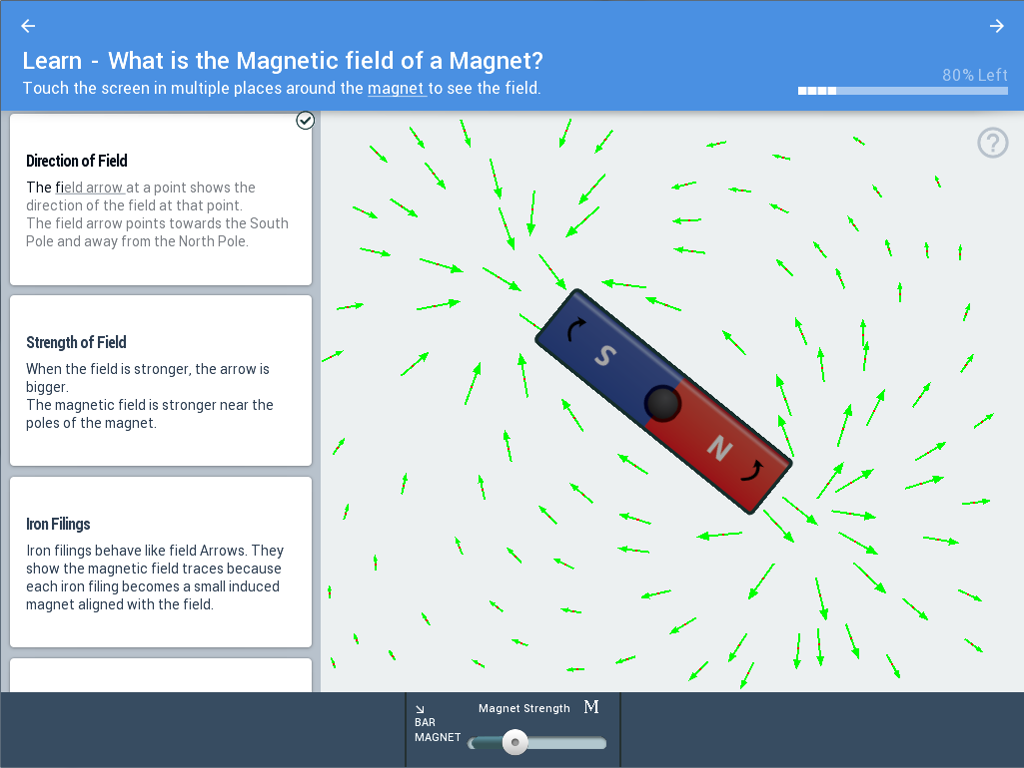 Learn - What is the Magnetic field of a Magnet?
Touch the screen in multiple places around the magnet to see the field.
80% Left
Direction of Field
The field arrow at a point shows the
direction of the field at that point.
The field arrow points towards the South
Pole and away from the North Pole.
Strength of Field
When the field is stronger, the arrow is
bigger.
The magnetic field is stronger near the
poles of the magnet.
Iron Filings
Iron filings behave like field Arrows. They
show the magnetic field traces because
each iron filing becomes a small induced
magnet aligned with the field.
?
S
N
BAR
MAGNET
Magnet Strength M